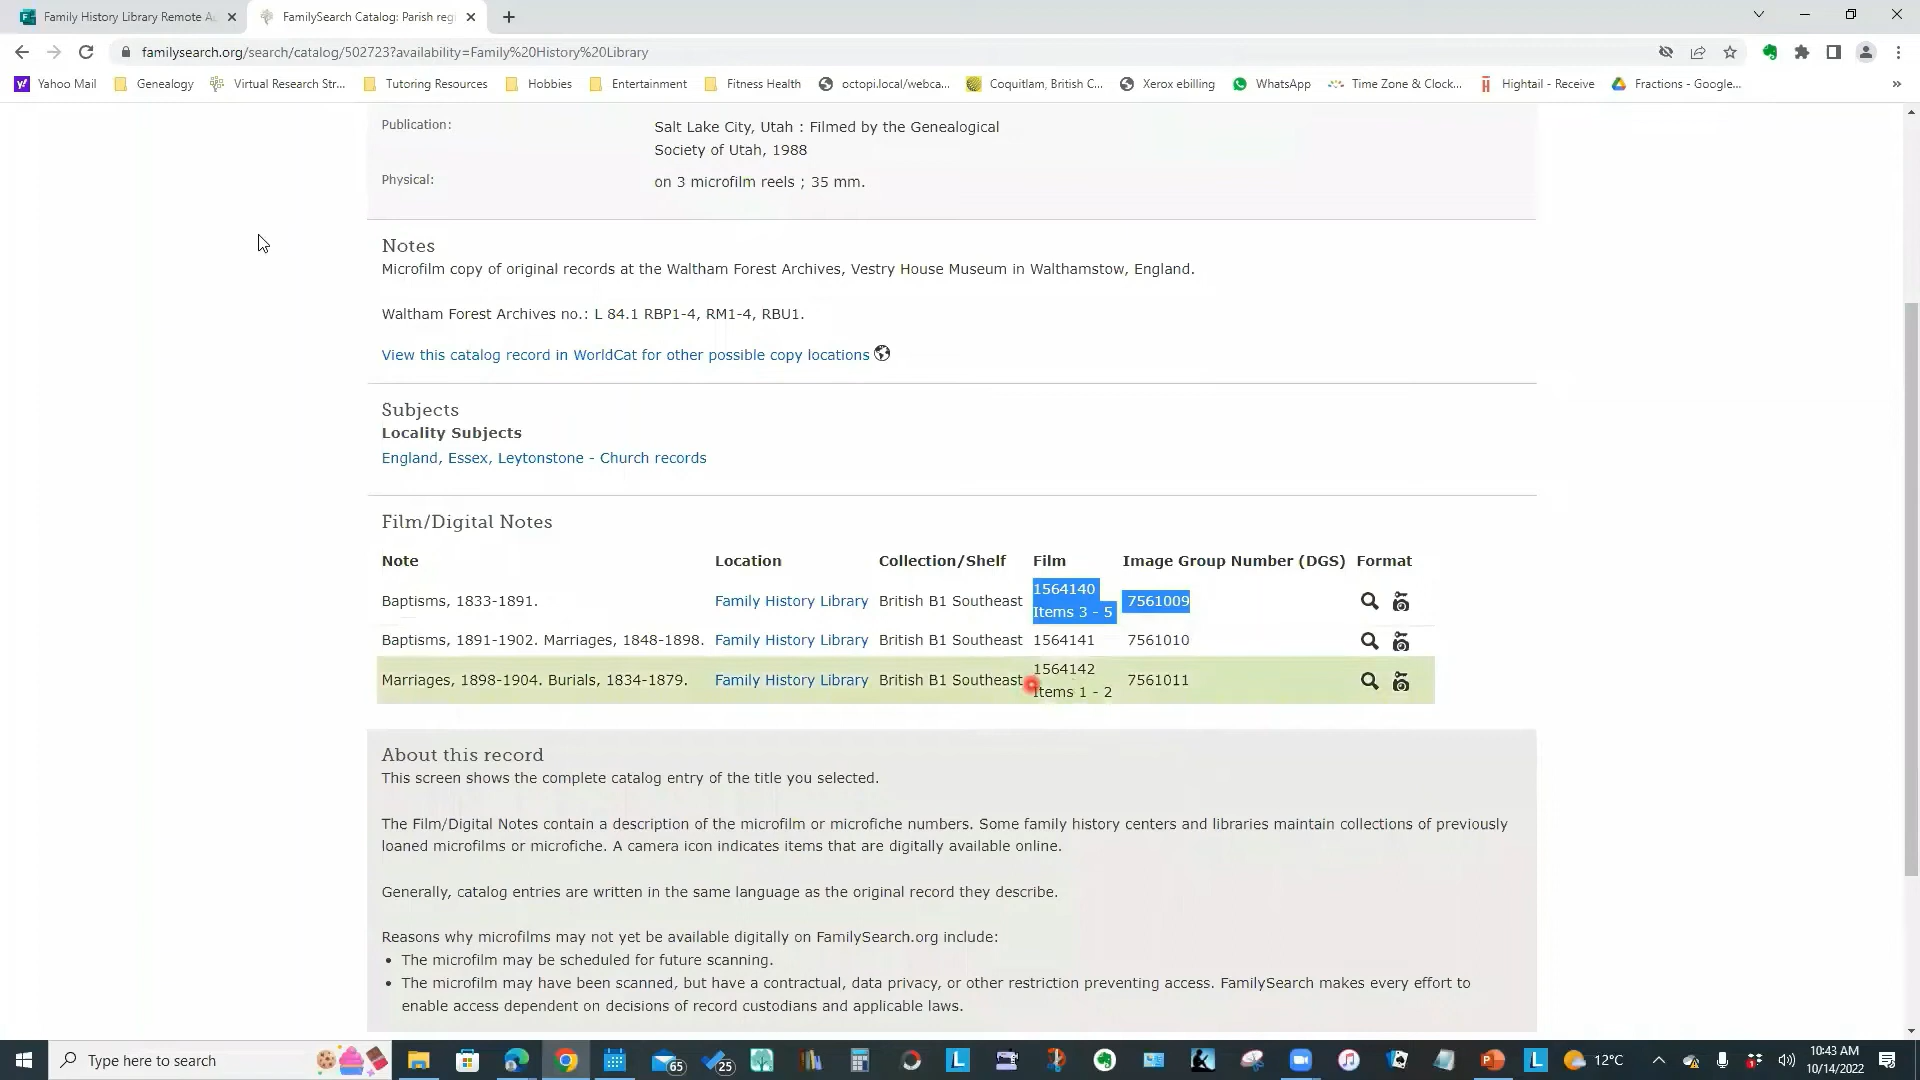 Family History Library Remote A
FamilySearch Catalog: Parish reg
familysearch.org/search/catalog/502723?availability=Family%20History%20Library
Yahoo Mail Genealogy Virtual Research Str... Tutoring Resources Hobbies Entertainment Fitness Health octopi.local/webca... Coquitlam, British C... Xerox ebilling WhatsApp Time Zone & Clock... Hightail - Receive Fractions - Google... »
Publication: Salt Lake City, Utah : Filmed by the Genealogical
Society of Utah, 1988
Physical: on 3 microfilm reels ; 35 mm.
Notes
Microfilm copy of original records at the Waltham Forest Archives, Vestry House Museum in Walthamstow, England.
Waltham Forest Archives no.: L 84.1 RBP1-4, RM1-4, RBU1.
View this catalog record in WorldCat for other possible copy locations
Subjects
Locality Subjects
England, Essex, Leytonstone - Church records
Film/Digital Notes
Note Location Collection/Shelf Film Image Group Number (DGS) Format
Baptisms, 1833-1891. Family History Library British B1 Southeast 1564140 Items 3 - 5 7561009
Baptisms, 1891-1902. Marriages, 1848-1898. Family History Library British B1 Southeast 1564141 7561010
Marriages, 1898-1904. Burials, 1834-1879. Family History Library British B1 Southeast 1564142 Items 1 - 2 7561011
About this record
This screen shows the complete catalog entry of the title you selected.
The Film/Digital Notes contain a description of the microfilm or microfiche numbers. Some family history centers and libraries maintain collections of previously
loaned microfilms or microfiche. A camera icon indicates items that are digitally available online.
Generally, catalog entries are written in the same language as the original record they describe.
Reasons why microfilms may not yet be available digitally on FamilySearch.org include:
• The microfilm may be scheduled for future scanning.
• The microfilm may have been scanned, but have a contractual, data privacy, or other restriction preventing access. FamilySearch makes every effort to
enable access dependent on decisions of record custodians and applicable laws.
Type here to search 65 25 L L 12°C 10:43 AM
10/14/2022